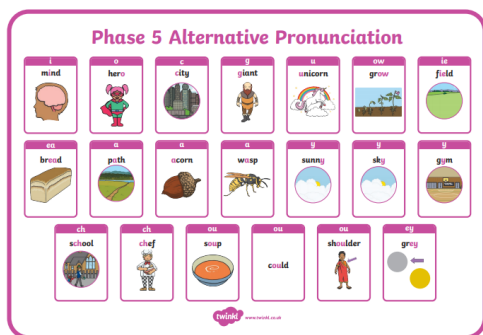 Phase 5 Alternative Pronunciation
i o c g u ow ie
mind hero city giant unicorn grow field
ea a a a y y y
bread path acorn wasp sunny sky gym
ch ch ou ou ou ey
school chef soup could shoulder grey
twinkl www.twinkl.co.uk